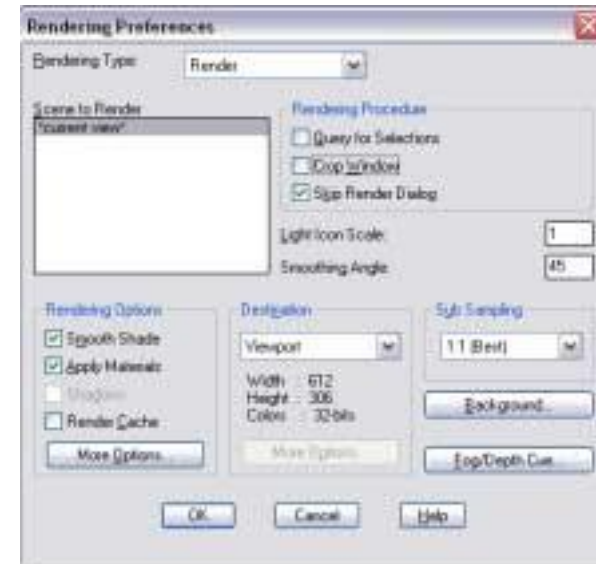 Rendering Preferences
Rendering Type:
Render
Scene to Render
*current view*
Rendering Procedure
Query for Selections
Crop Window
Skip Render Dialog
Light Icon Scale:
1
Smoothing Angle:
45
Rendering Options
Smooth Shade
Apply Materials
Shadows
Render Cache
More Options...
Destination
Viewport
Width : 612
Height : 306
Colors : 32-bits
More Options...
Sub Sampling
1:1 (Best)
Background...
Fog/Depth Cue...
OK
Cancel
Help